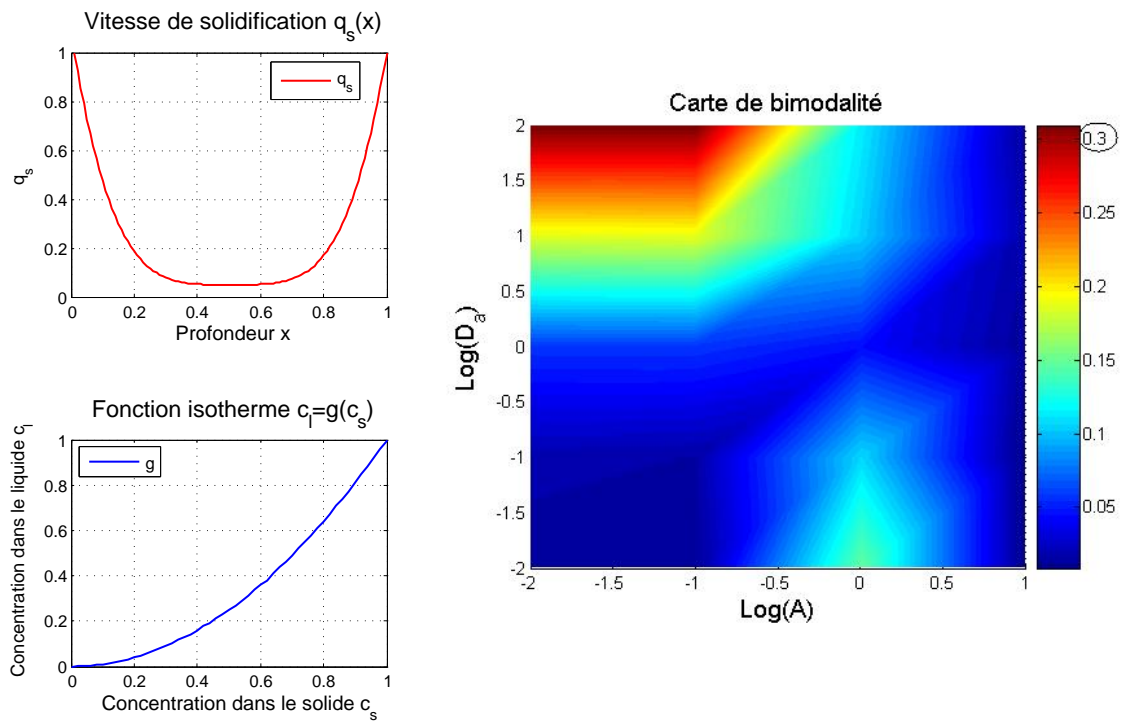 Vitesse de solidification q_s(x)
1
0.8
0.6
0.4
0.2
0
q_s
q_s
0 0.2 0.4 0.6 0.8 1
Profondeur x
Fonction isotherme c_l=g(c_s)
1
0.8
0.6
0.4
0.2
0
Concentration dans le liquide c_l
g
0 0.2 0.4 0.6 0.8 1
Concentration dans le solide c_s
Carte de bimodalité
2
1.5
1
0.5
0
-0.5
-1
-1.5
-2
Log(D_a)
-2 -1.5 -1 -0.5 0 0.5 1
Log(A)
0.3
0.25
0.2
0.15
0.1
0.05